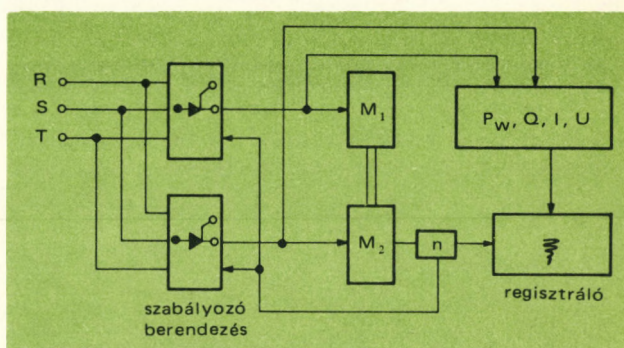 R
S
T
M1
PW, Q, I, U
M2
n
szabályozó
berendezés
regisztráló